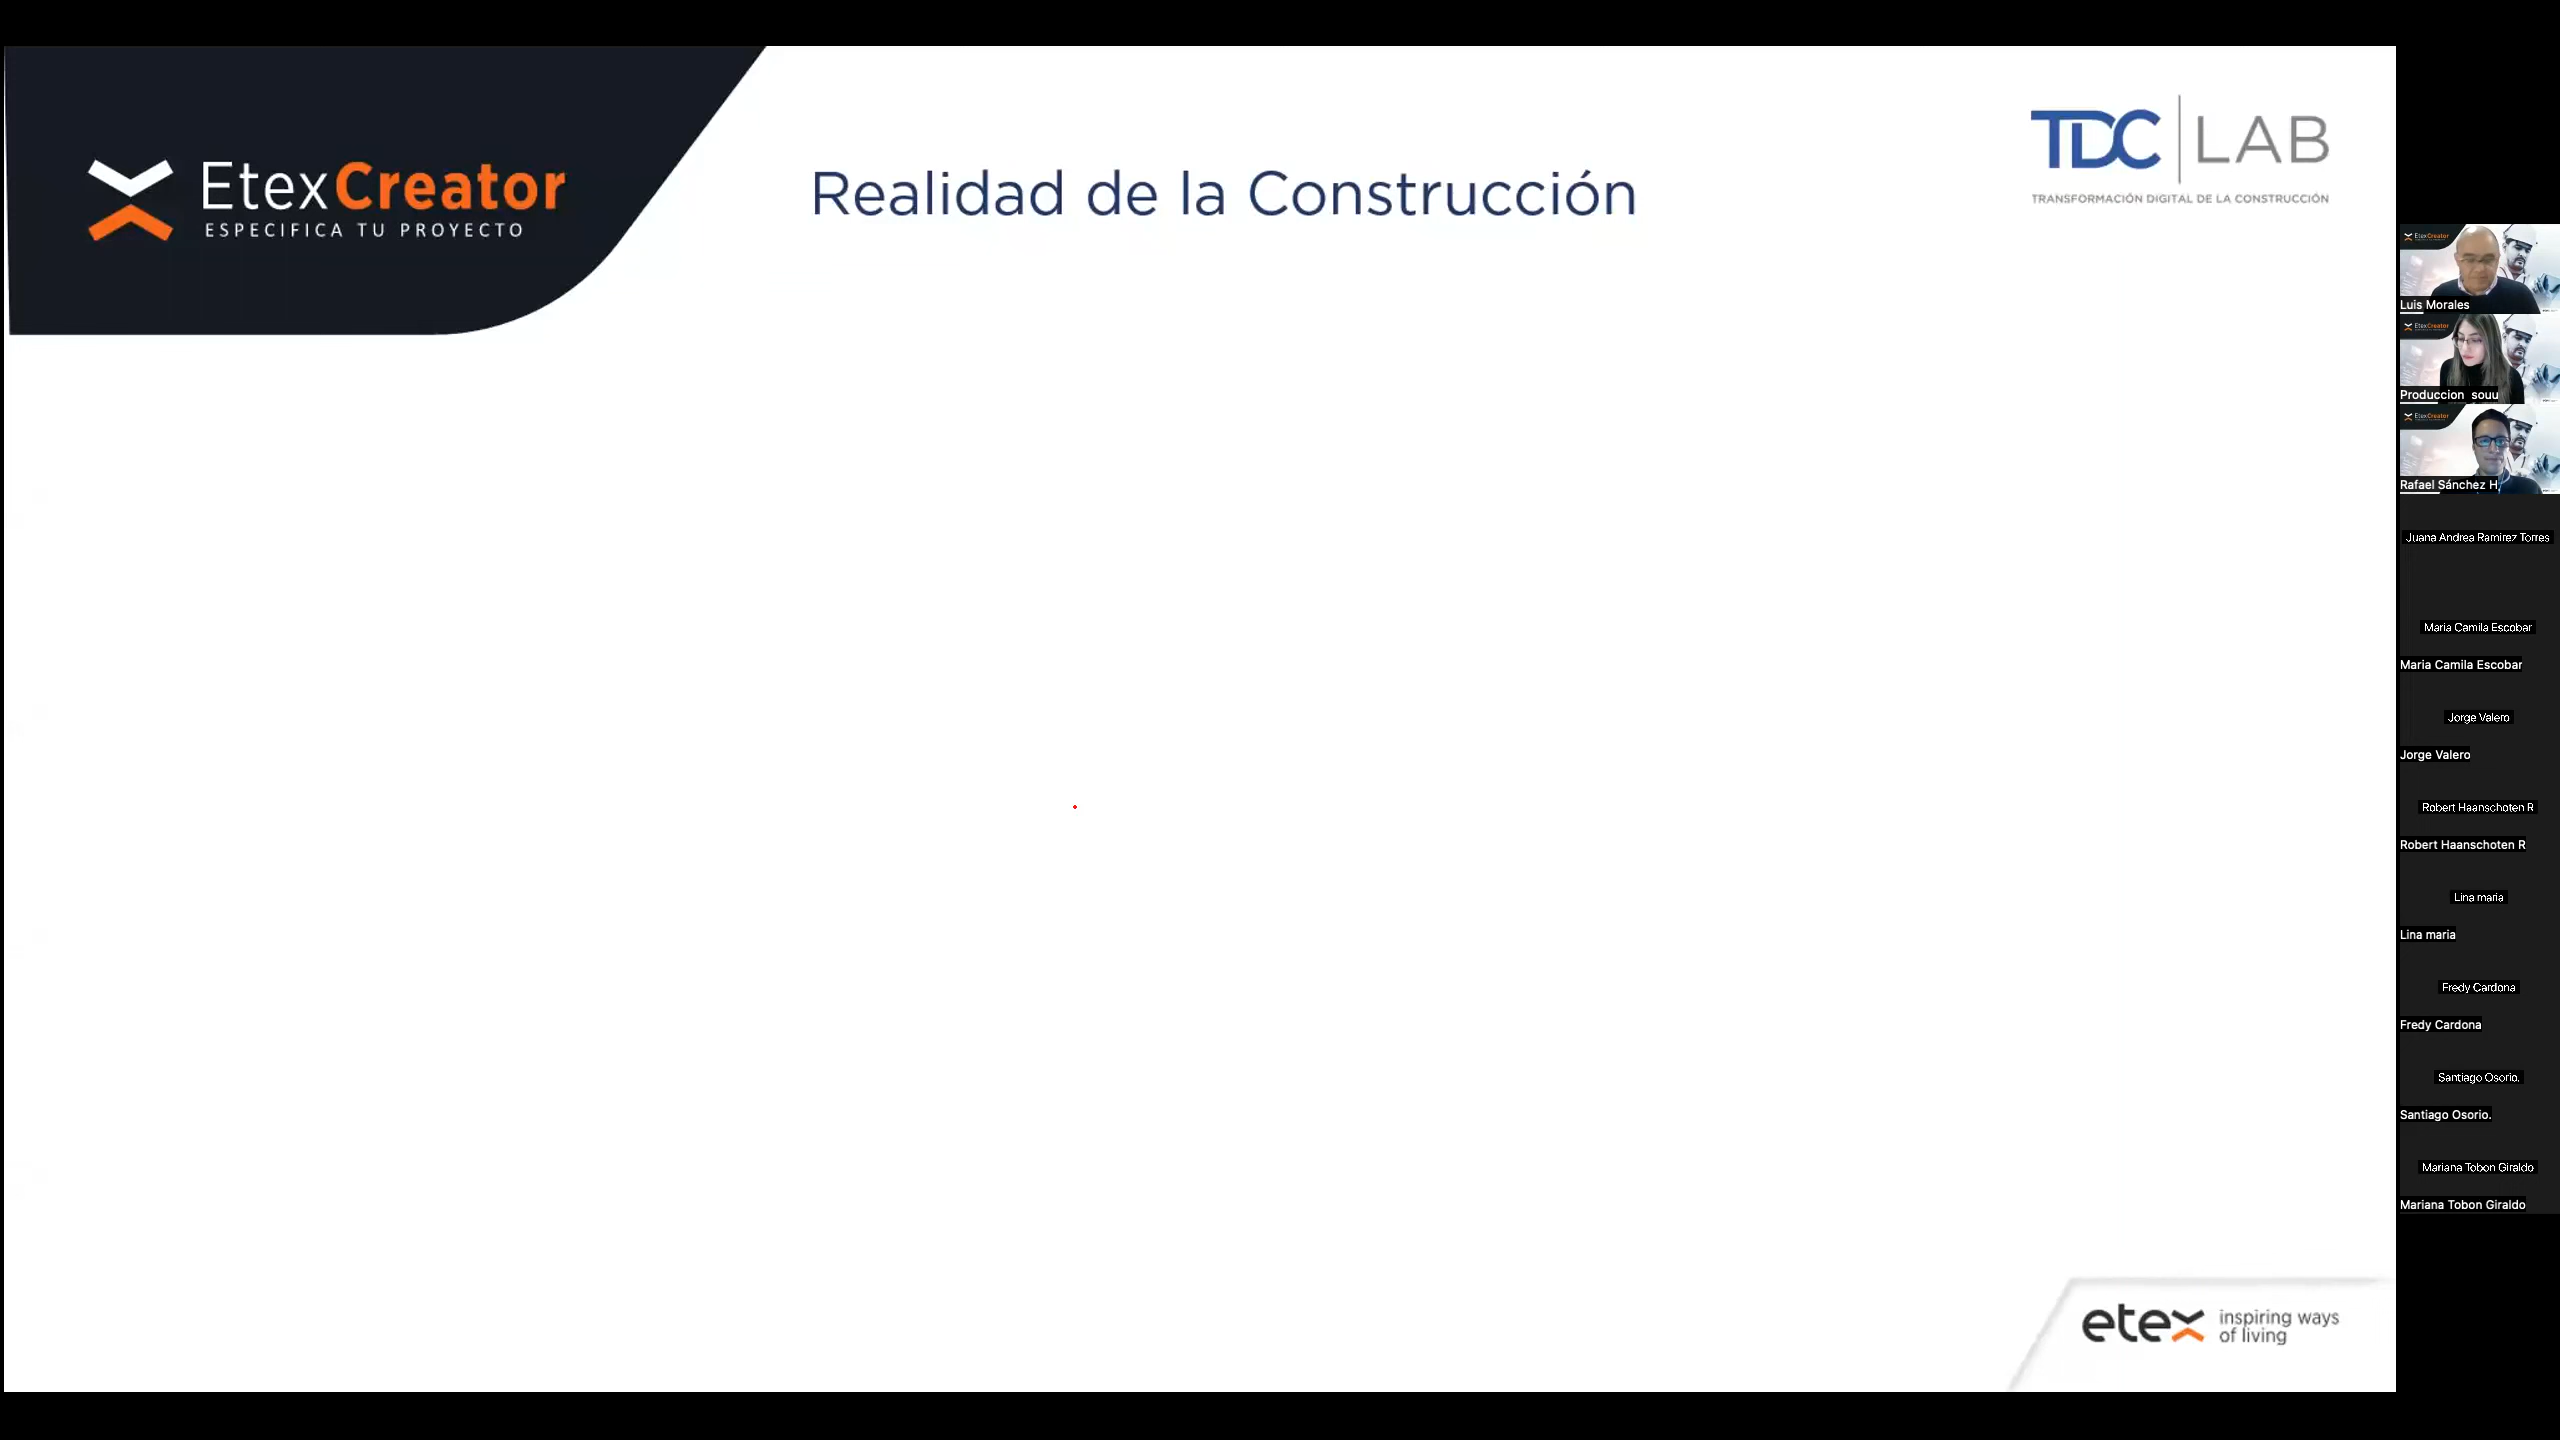 EtexCreator
ESPECIFICA TU PROYECTO
Realidad de la Construcción
TDC LAB
TRANSFORMACIÓN DIGITAL DE LA CONSTRUCCIÓN
EtexCreator
Luis Morales
EtexCreator
Produccion souu
EtexCreator
Rafael Sánchez H
Juana Andrea Ramirez Torres
Maria Camila Escobar
Maria Camila Escobar
Jorge Valero
Jorge Valero
Robert Haanschoten R
Robert Haanschoten R
Lina maria
Lina maria
Fredy Cardona
Fredy Cardona
Santiago Osorio.
Santiago Osorio.
Mariana Tobon Giraldo
Mariana Tobon Giraldo
etex inspiring ways
of living